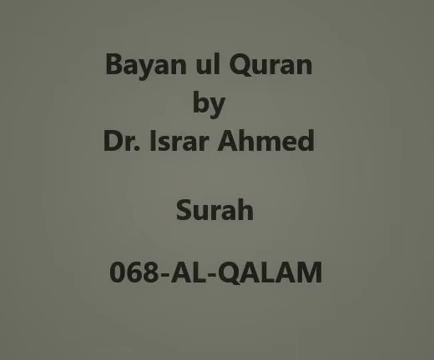 Bayan ul Quran
by
Dr. Israr Ahmed
Surah
068-AL-QALAM